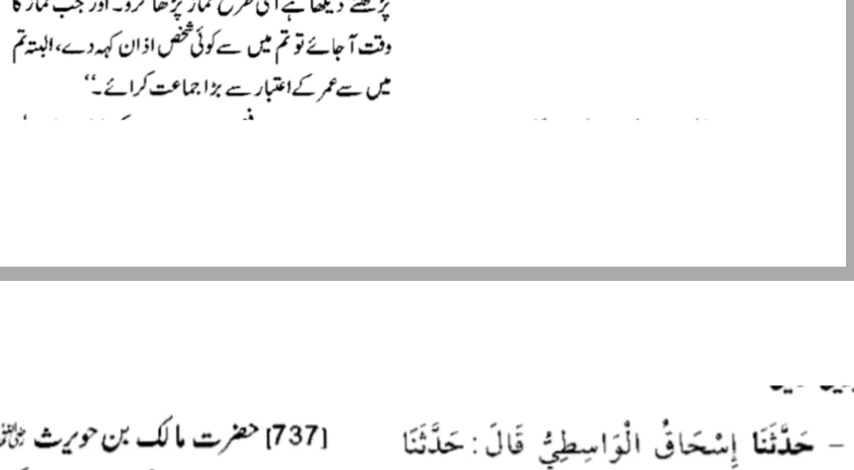 پڑھتے دیکھا ہے اسی طرح نماز پڑھا کرو۔ اور جب نماز کا
وقت آ جائے تو تم میں سے کوئی شخص اذان کہہ دے، البتہ تم
میں سے عمر کے اعتبار سے بڑا جماعت کرائے۔‘‘
– حَدَّثَنَا إِسْحَاقُ الْوَاسِطِيُّ قَالَ: حَدَّثَنَا
[737] حضرت مالک بن حویرث ؓ